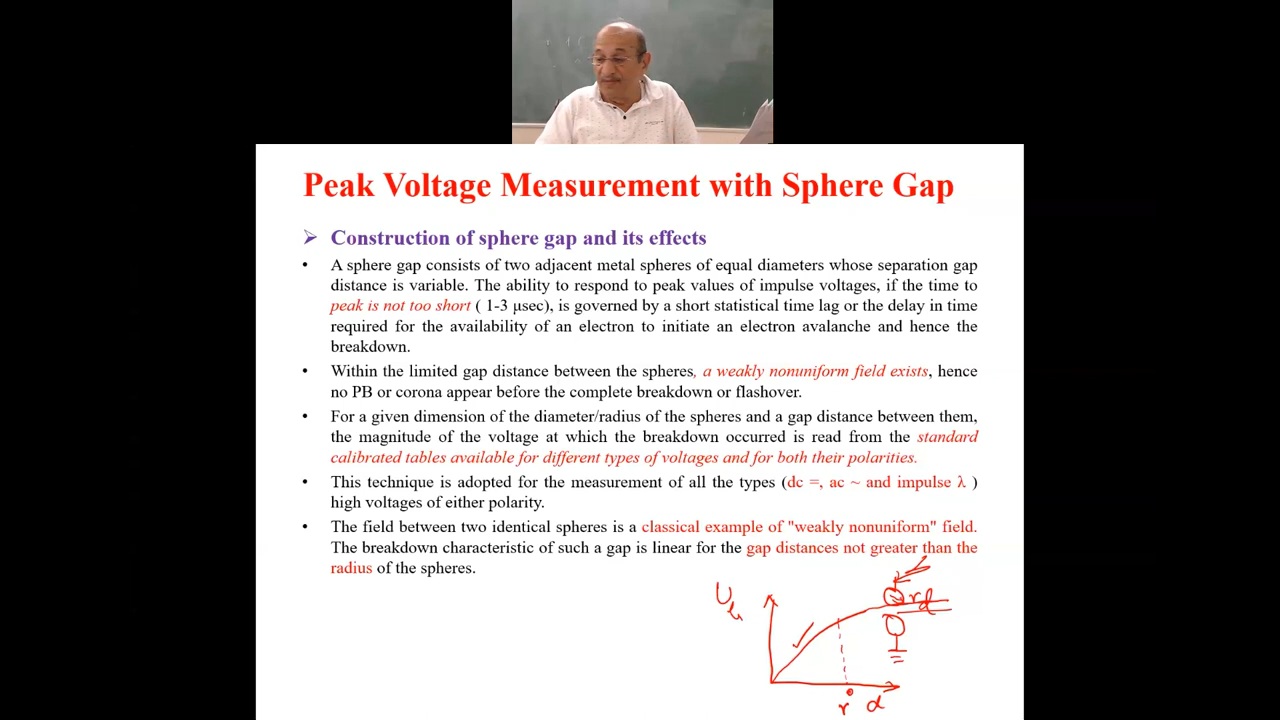 Peak Voltage Measurement with Sphere Gap
➢ Construction of sphere gap and its effects
• A sphere gap consists of two adjacent metal spheres of equal diameters whose separation gap
distance is variable. The ability to respond to peak values of impulse voltages, if the time to
peak is not too short ( 1-3 μsec), is governed by a short statistical time lag or the delay in time
required for the availability of an electron to initiate an electron avalanche and hence the
breakdown.
• Within the limited gap distance between the spheres, a weakly nonuniform field exists, hence
no PB or corona appear before the complete breakdown or flashover.
• For a given dimension of the diameter/radius of the spheres and a gap distance between them,
the magnitude of the voltage at which the breakdown occurred is read from the standard
calibrated tables available for different types of voltages and for both their polarities.
• This technique is adopted for the measurement of all the types (dc =, ac ~ and impulse λ )
high voltages of either polarity.
• The field between two identical spheres is a classical example of "weakly nonuniform" field.
The breakdown characteristic of such a gap is linear for the gap distances not greater than the
radius of the spheres.
r d
r d